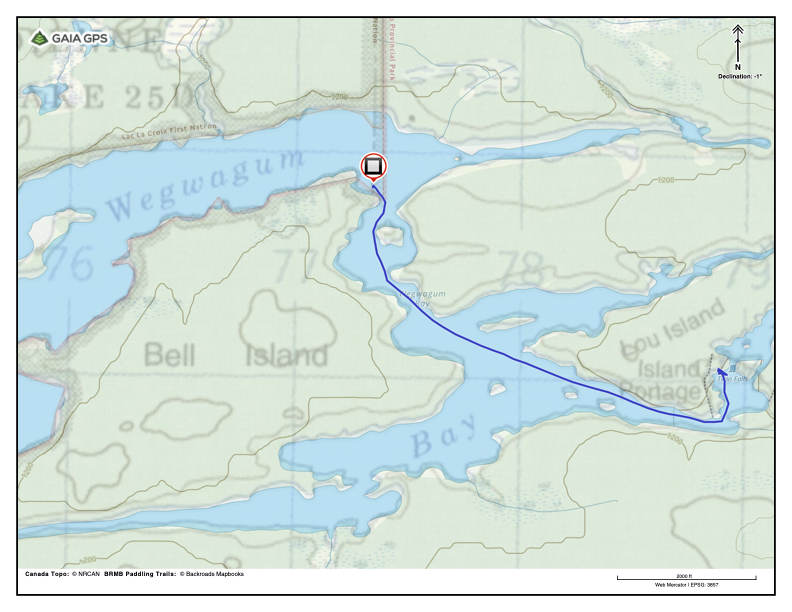 GAIA GPS
N
Declination: -1°
Nation
s Provincial Park
AKE 25D
1200
Lac La Croix First Nation
Wegwagum
1200
76
77
78
79
Wegwagum
Bay
Lou Island
Bell Island
Island
Portage
Twin Falls
Bay
1200
1200
1200
Canada Topo: © NRCAN BRMB Paddling Trails: © Backroads Mapbooks
2000 ft
Web Mercator | EPSG: 3857